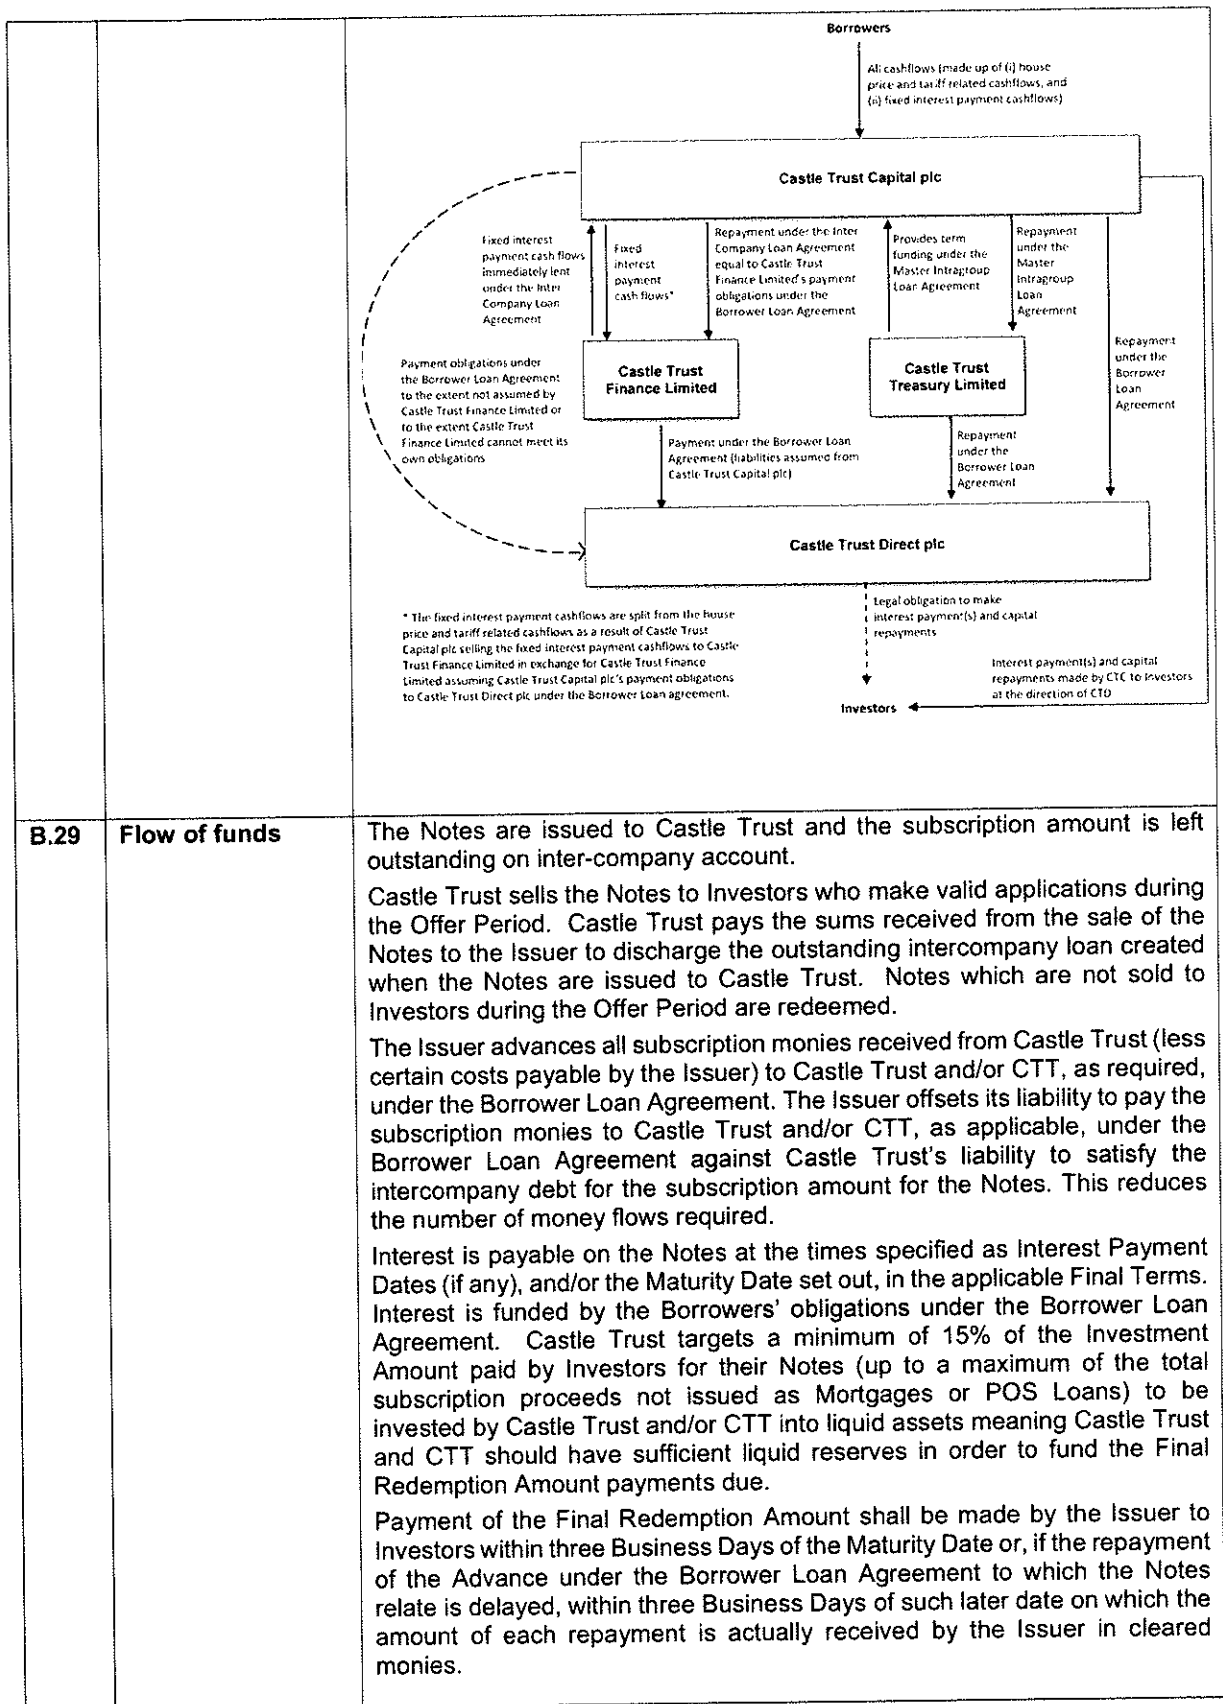 Borrowers
All cashflows (made up of (i) house
price and tariff related cashflows, and
(ii) fixed interest payment cashflows)
Castle Trust Capital plc
Fixed interest
payment cash flows
immediately lent
under the Inter
Company Loan
Agreement
Fixed
interest
payment
cash flows*
Repayment under the Inter
Company Loan Agreement
equal to Castle Trust
Finance Limited's payment
obligations under the
Borrower Loan Agreement
Provides term
funding under the
Master Intragroup
Loan Agreement
Repayment
under the
Master
Intragroup
Loan
Agreement
Repayment
under the
Borrower
Loan
Agreement
Payment obligations under
the Borrower Loan Agreement
to the extent not assumed by
Castle Trust Finance Limited or
to the extent Castle Trust
Finance Limited cannot meet its
own obligations
Castle Trust
Finance Limited
Castle Trust
Treasury Limited
Payment under the Borrower Loan
Agreement (liabilities assumed from
Castle Trust Capital plc)
Repayment
under the
Borrower Loan
Agreement
Castle Trust Direct plc
Legal obligation to make
interest payment(s) and capital
repayments
* The fixed interest payment cashflows are split from the house
price and tariff related cashflows as a result of Castle Trust
Capital plc selling the fixed interest payment cashflows to Castle
Trust Finance Limited in exchange for Castle Trust Finance
Limited assuming Castle Trust Capital plc's payment obligations
to Castle Trust Direct plc under the Borrower Loan agreement.
Interest payment(s) and capital
repayments made by CTC to Investors
at the direction of CTD
Investors
B.29 Flow of funds
The Notes are issued to Castle Trust and the subscription amount is left
outstanding on inter-company account.
Castle Trust sells the Notes to Investors who make valid applications during
the Offer Period. Castle Trust pays the sums received from the sale of the
Notes to the Issuer to discharge the outstanding intercompany loan created
when the Notes are issued to Castle Trust. Notes which are not sold to
Investors during the Offer Period are redeemed.
The Issuer advances all subscription monies received from Castle Trust (less
certain costs payable by the Issuer) to Castle Trust and/or CTT, as required,
under the Borrower Loan Agreement. The Issuer offsets its liability to pay the
subscription monies to Castle Trust and/or CTT, as applicable, under the
Borrower Loan Agreement against Castle Trust's liability to satisfy the
intercompany debt for the subscription amount for the Notes. This reduces
the number of money flows required.
Interest is payable on the Notes at the times specified as Interest Payment
Dates (if any), and/or the Maturity Date set out, in the applicable Final Terms.
Interest is funded by the Borrowers' obligations under the Borrower Loan
Agreement. Castle Trust targets a minimum of 15% of the Investment
Amount paid by Investors for their Notes (up to a maximum of the total
subscription proceeds not issued as Mortgages or POS Loans) to be
invested by Castle Trust and/or CTT into liquid assets meaning Castle Trust
and CTT should have sufficient liquid reserves in order to fund the Final
Redemption Amount payments due.
Payment of the Final Redemption Amount shall be made by the Issuer to
Investors within three Business Days of the Maturity Date or, if the repayment
of the Advance under the Borrower Loan Agreement to which the Notes
relate is delayed, within three Business Days of such later date on which the
amount of each repayment is actually received by the Issuer in cleared
monies.